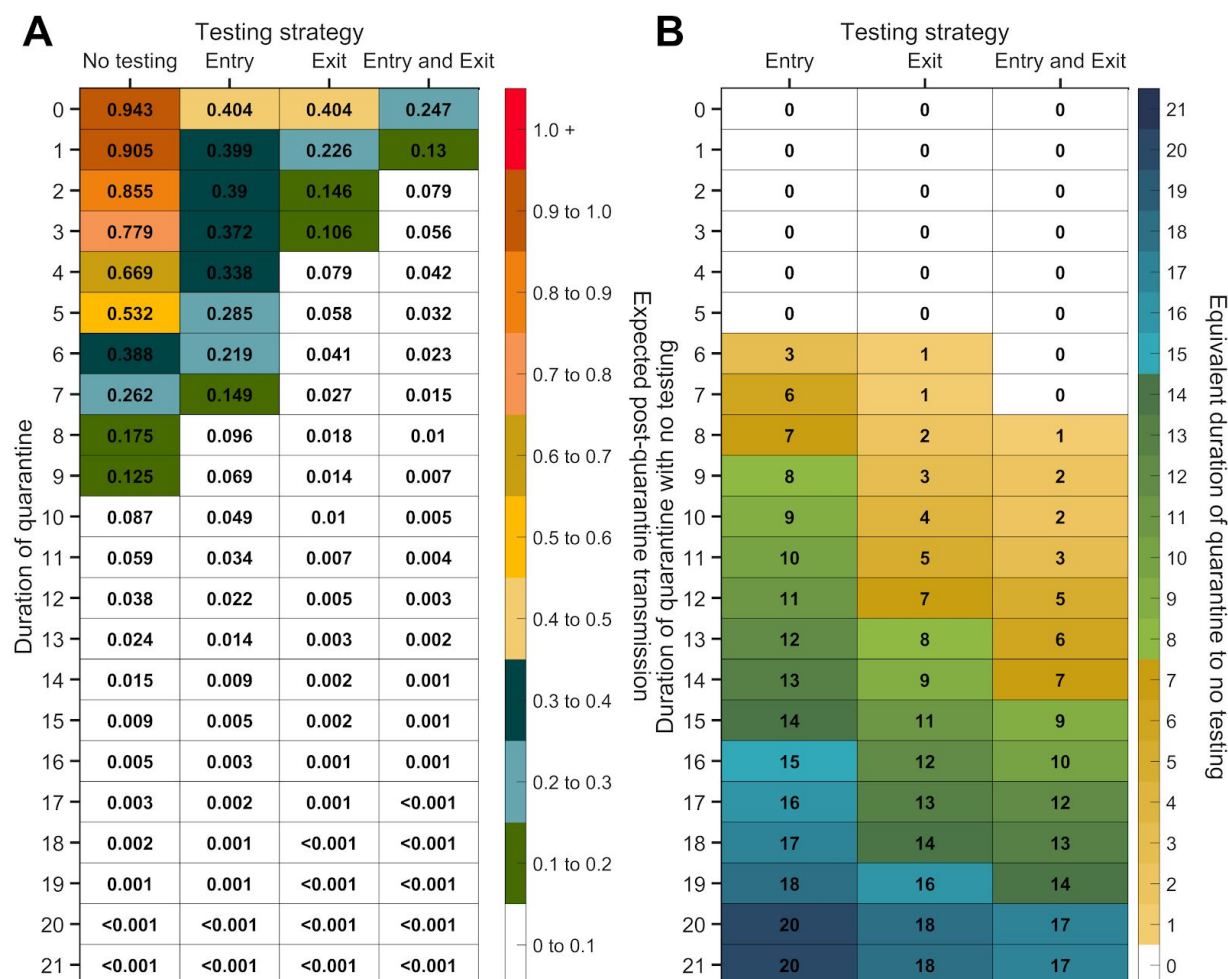 A
Testing strategy
No testing Entry Exit Entry and Exit
0 0.943 0.404 0.404 0.247
1 0.905 0.399 0.226 0.13
2 0.855 0.39 0.146 0.079
3 0.779 0.372 0.106 0.056
4 0.669 0.338 0.079 0.042
5 0.532 0.285 0.058 0.032
6 0.388 0.219 0.041 0.023
7 0.262 0.149 0.027 0.015
8 0.175 0.096 0.018 0.01
9 0.125 0.069 0.014 0.007
10 0.087 0.049 0.01 0.005
11 0.059 0.034 0.007 0.004
12 0.038 0.022 0.005 0.003
13 0.024 0.014 0.003 0.002
14 0.015 0.009 0.002 0.001
15 0.009 0.005 0.002 0.001
16 0.005 0.003 0.001 0.001
17 0.003 0.002 0.001 <0.001
18 0.002 0.001 <0.001 <0.001
19 0.001 0.001 <0.001 <0.001
20 <0.001 <0.001 <0.001 <0.001
21 <0.001 <0.001 <0.001 <0.001
Duration of quarantine
1.0 +
0.9 to 1.0
0.8 to 0.9
0.7 to 0.8
0.6 to 0.7
0.5 to 0.6
0.4 to 0.5
0.3 to 0.4
0.2 to 0.3
0.1 to 0.2
0 to 0.1
Expected post-quarantine transmission
B
Testing strategy
Entry Exit Entry and Exit
0 0 0 0
1 0 0 0
2 0 0 0
3 0 0 0
4 0 0 0
5 0 0 0
6 3 1 0
7 6 1 0
8 7 2 1
9 8 3 2
10 9 4 2
11 10 5 3
12 11 7 5
13 12 8 6
14 13 9 7
15 14 11 9
16 15 12 10
17 16 13 12
18 17 14 13
19 18 16 14
20 20 18 17
21 20 18 17
Duration of quarantine with no testing
21
20
19
18
17
16
15
14
13
12
11
10
9
8
7
6
5
4
3
2
1
0
Equivalent duration of quarantine to no testing